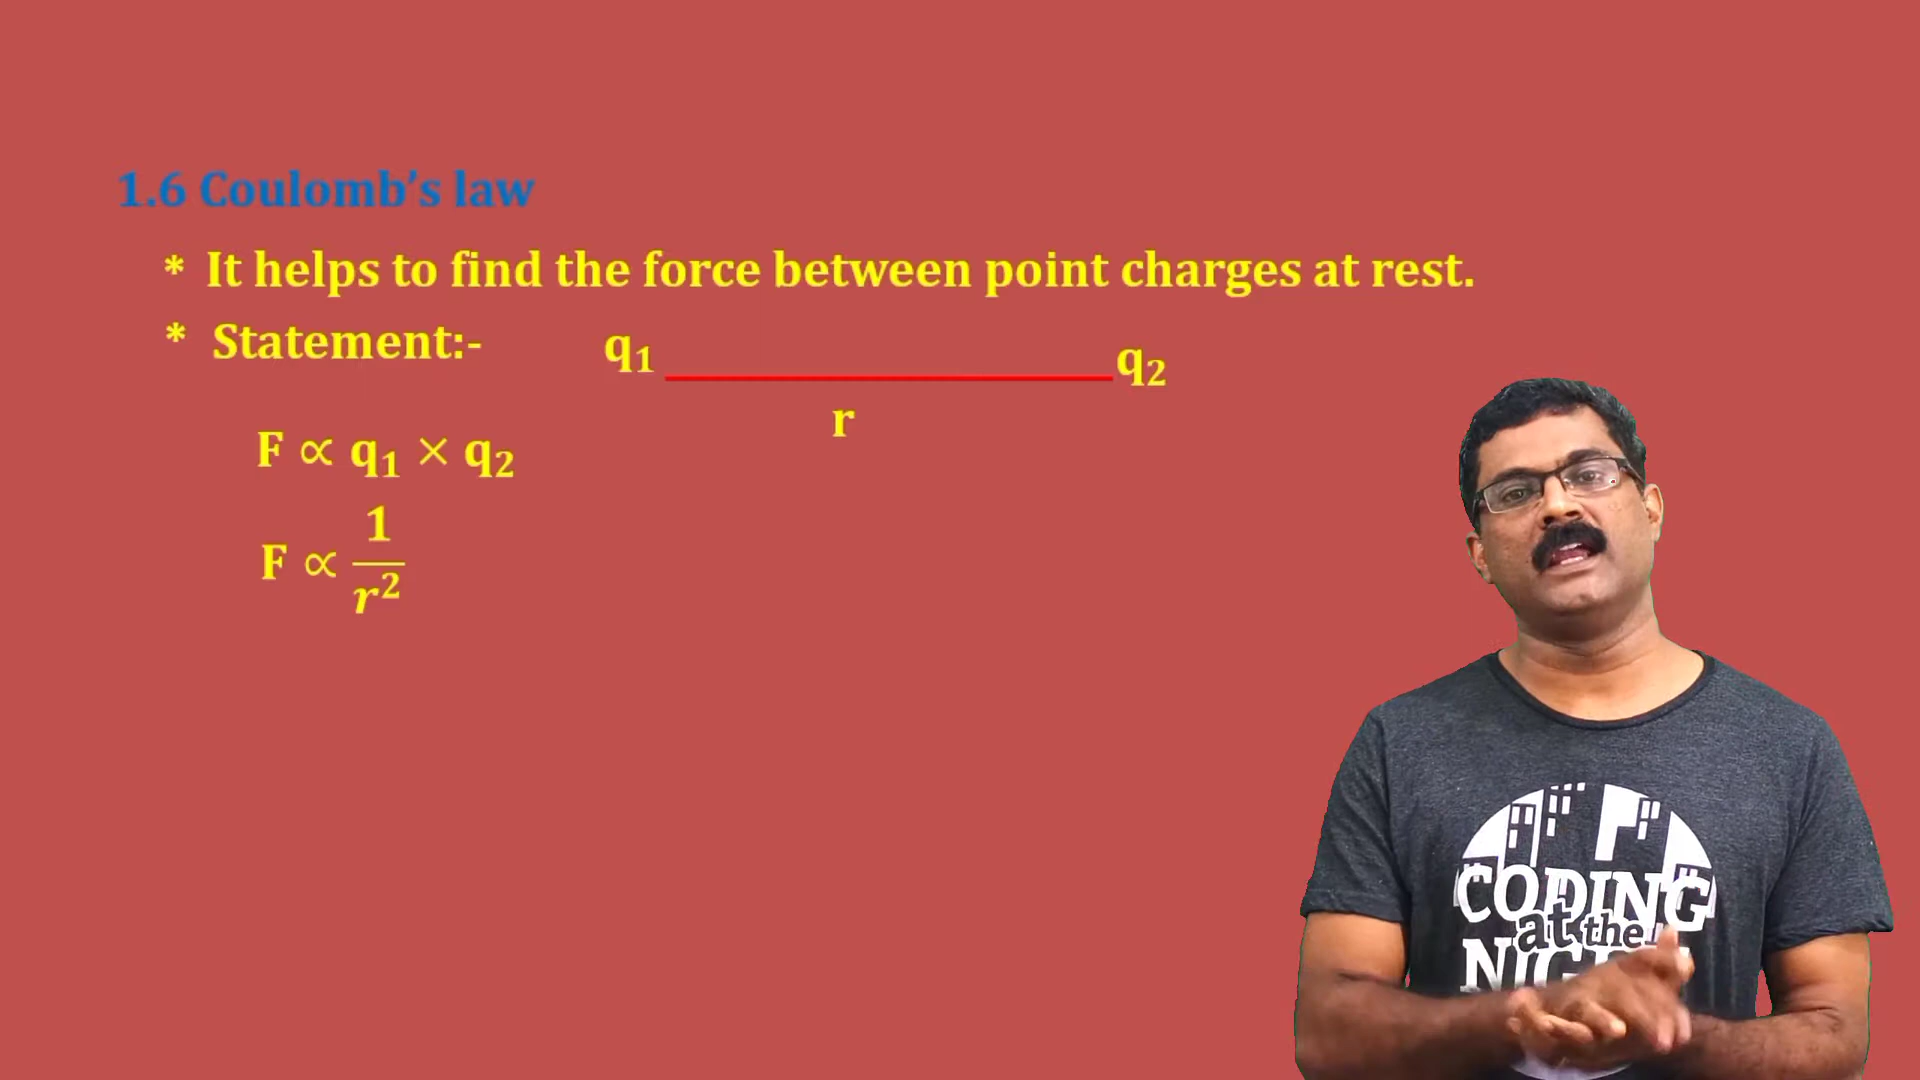 1.6 Coulomb's law
* It helps to find the force between point charges at rest.
* Statement:-
q₁ q₂
r
F ∝ q₁ × q₂
F ∝ 1/r²
CODING
at the